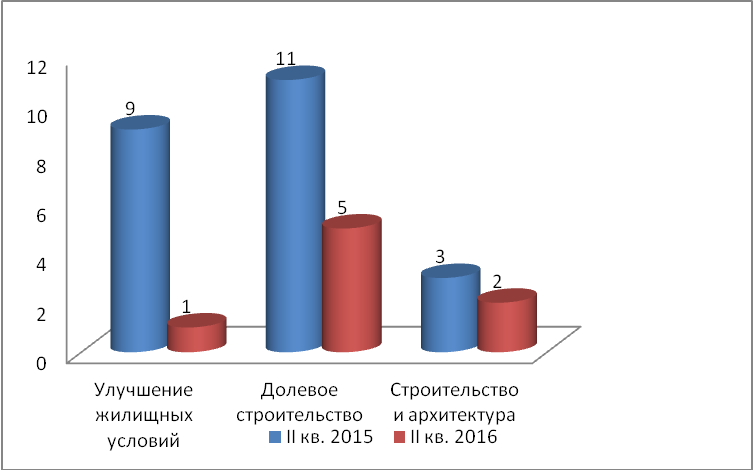 12
10
8
6
4
2
0
9
1
11
5
3
2
Улучшение
жилищных
условий
Долевое
строительство
Строительство
и архитектура
II кв. 2015 II кв. 2016